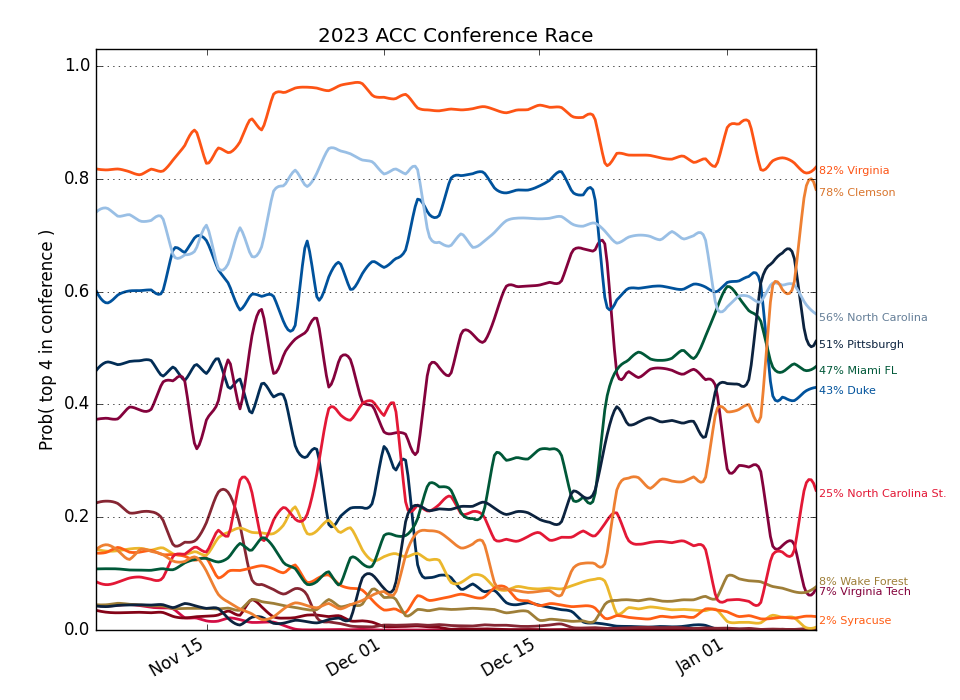 2023 ACC Conference Race
Prob( top 4 in conference )
1.0
0.8
0.6
0.4
0.2
0.0
Nov 15
Dec 01
Dec 15
Jan 01
82% Virginia
78% Clemson
56% North Carolina
51% Pittsburgh
47% Miami FL
43% Duke
25% North Carolina St.
8% Wake Forest
7% Virginia Tech
2% Syracuse